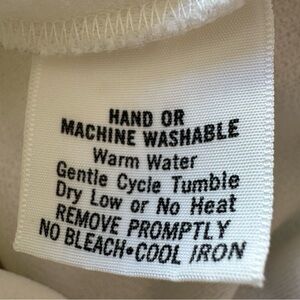 HAND OR
MACHINE WASHABLE
Warm Water
Gentle Cycle Tumble
Dry Low or No Heat
REMOVE PROMPTLY
NO BLEACH•COOL IRON